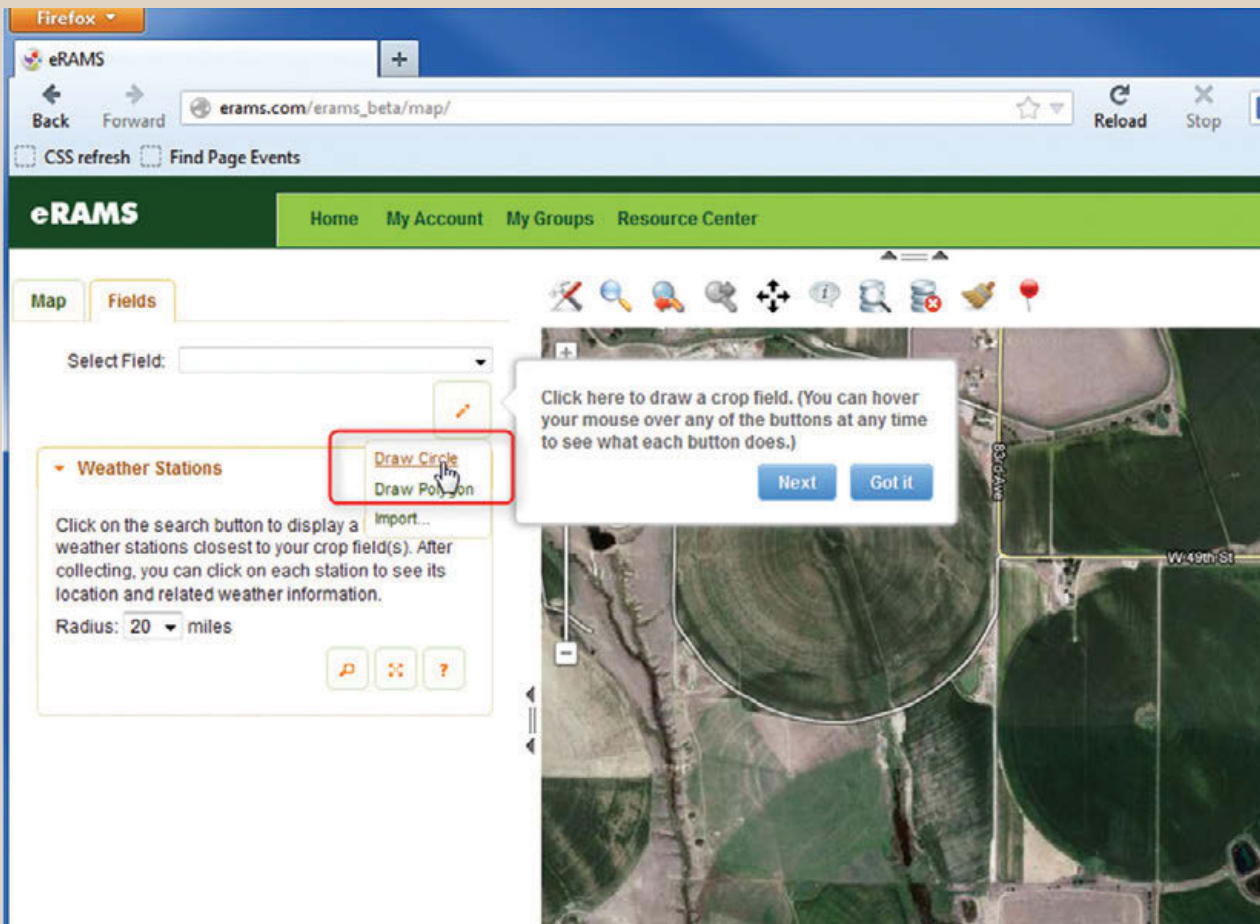 Firefox
eRAMS
Back
Forward
erams.com/erams_beta/map/
Reload
Stop
CSS refresh
Find Page Events
eRAMS
Home
My Account
My Groups
Resource Center
Map
Fields
Select Field:
Click here to draw a crop field. (You can hover
your mouse over any of the buttons at any time
to see what each button does.)
Next
Got it
Draw Circle
Draw Polygon
Import...
Weather Stations
Click on the search button to display a
weather stations closest to your crop field(s). After
collecting, you can click on each station to see its
location and related weather information.
Radius: 20 miles
?
83rd Ave
W 49th St